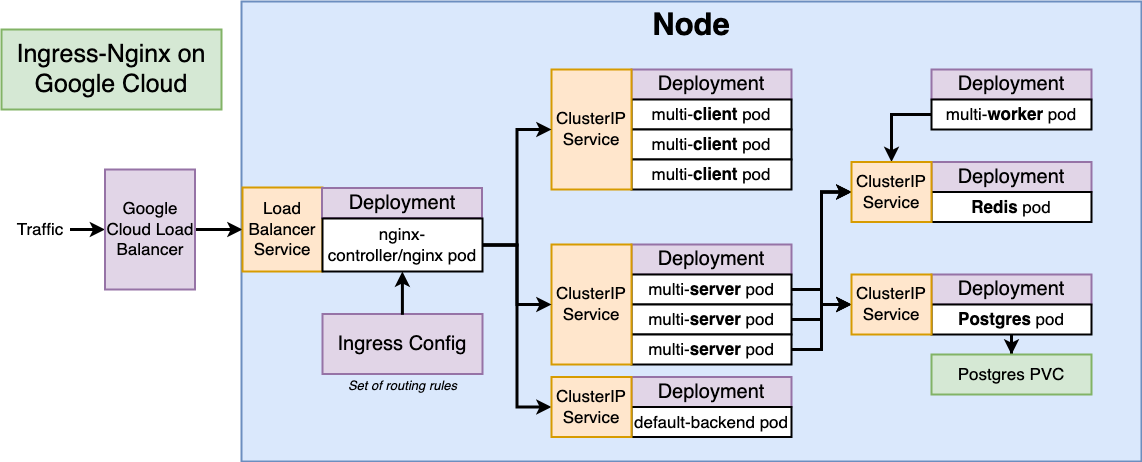 Node
Ingress-Nginx on
Google Cloud
Traffic
Google
Cloud Load
Balancer
Load
Balancer
Service
Deployment
nginx-
controller/nginx pod
Ingress Config
Set of routing rules
ClusterIP
Service
Deployment
multi-client pod
multi-client pod
multi-client pod
ClusterIP
Service
Deployment
multi-server pod
multi-server pod
multi-server pod
ClusterIP
Service
Deployment
default-backend pod
Deployment
multi-worker pod
ClusterIP
Service
Deployment
Redis pod
ClusterIP
Service
Deployment
Postgres pod
Postgres PVC